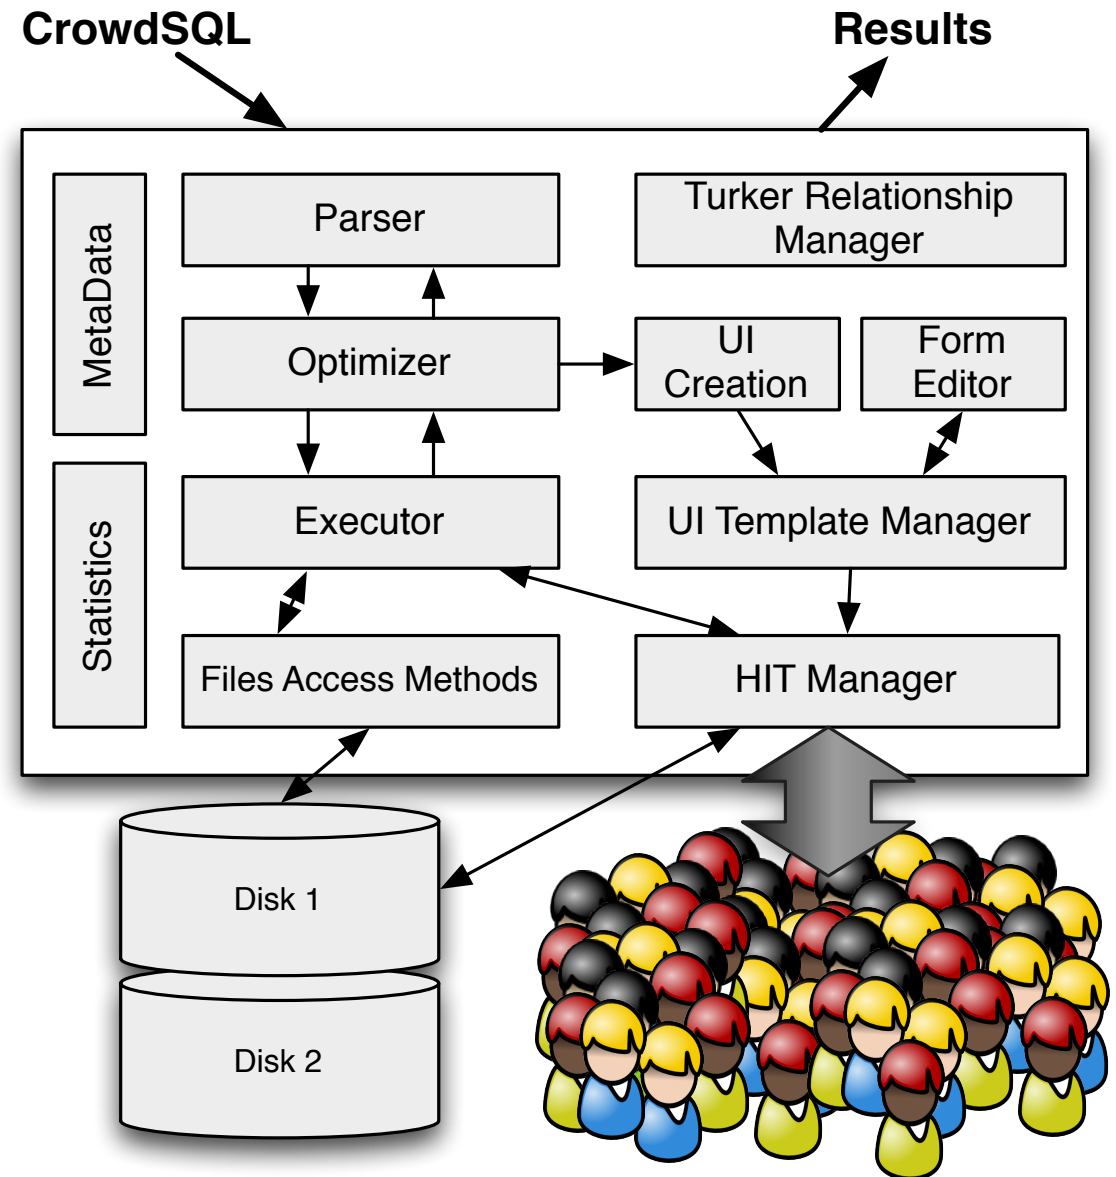 CrowdSQL
Results
MetaData
Statistics
Parser
Optimizer
Executor
Files Access Methods
Turker Relationship
Manager
UI
Creation
Form
Editor
UI Template Manager
HIT Manager
Disk 1
Disk 2